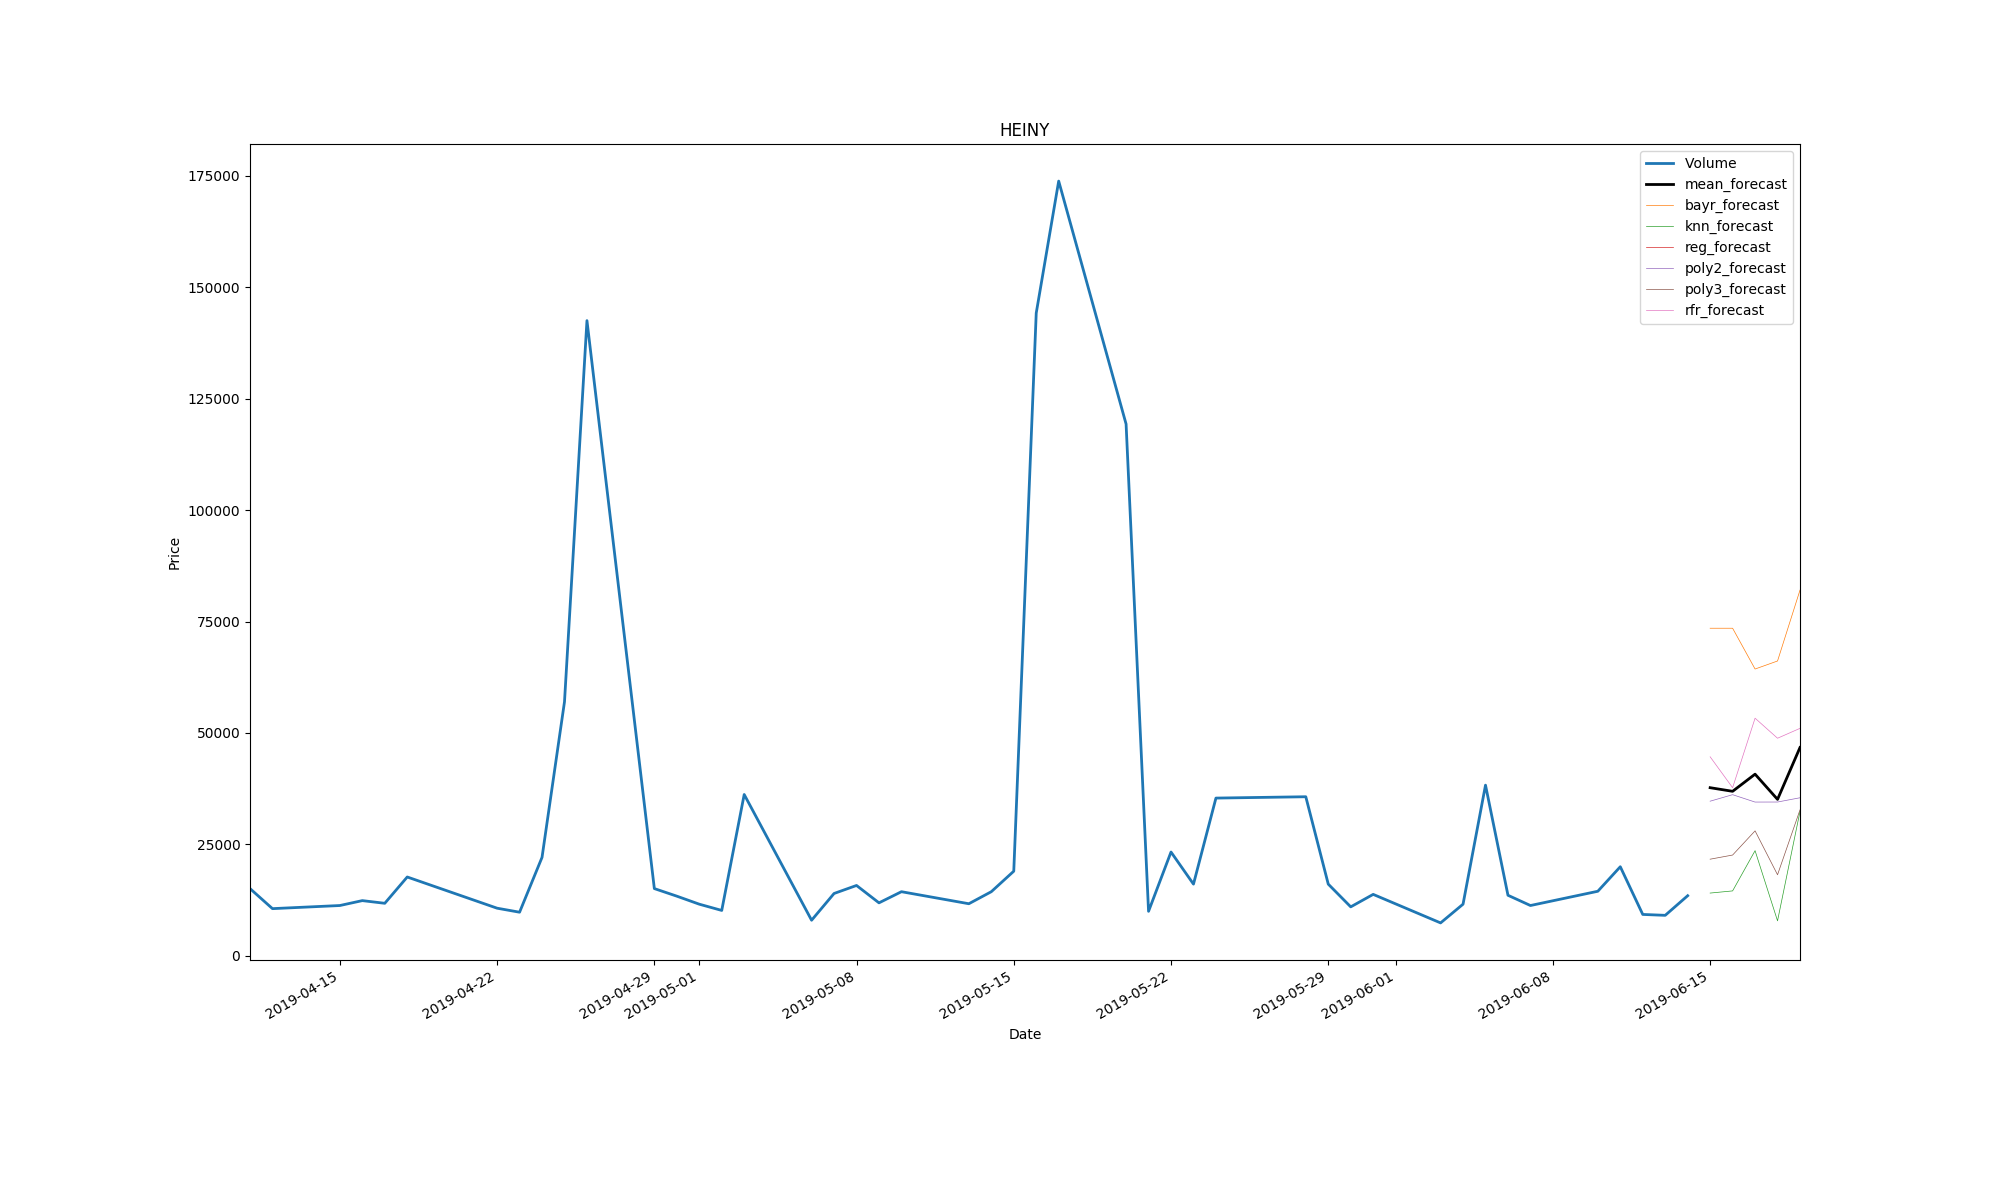 HEINY
175000
150000
125000
100000
75000
50000
25000
0
Price
Volume
mean_forecast
bayr_forecast
knn_forecast
reg_forecast
poly2_forecast
poly3_forecast
rfr_forecast
2019-04-15
2019-04-22
2019-04-29
2019-05-01
2019-05-08
2019-05-15
2019-05-22
2019-05-29
2019-06-01
2019-06-08
2019-06-15
Date